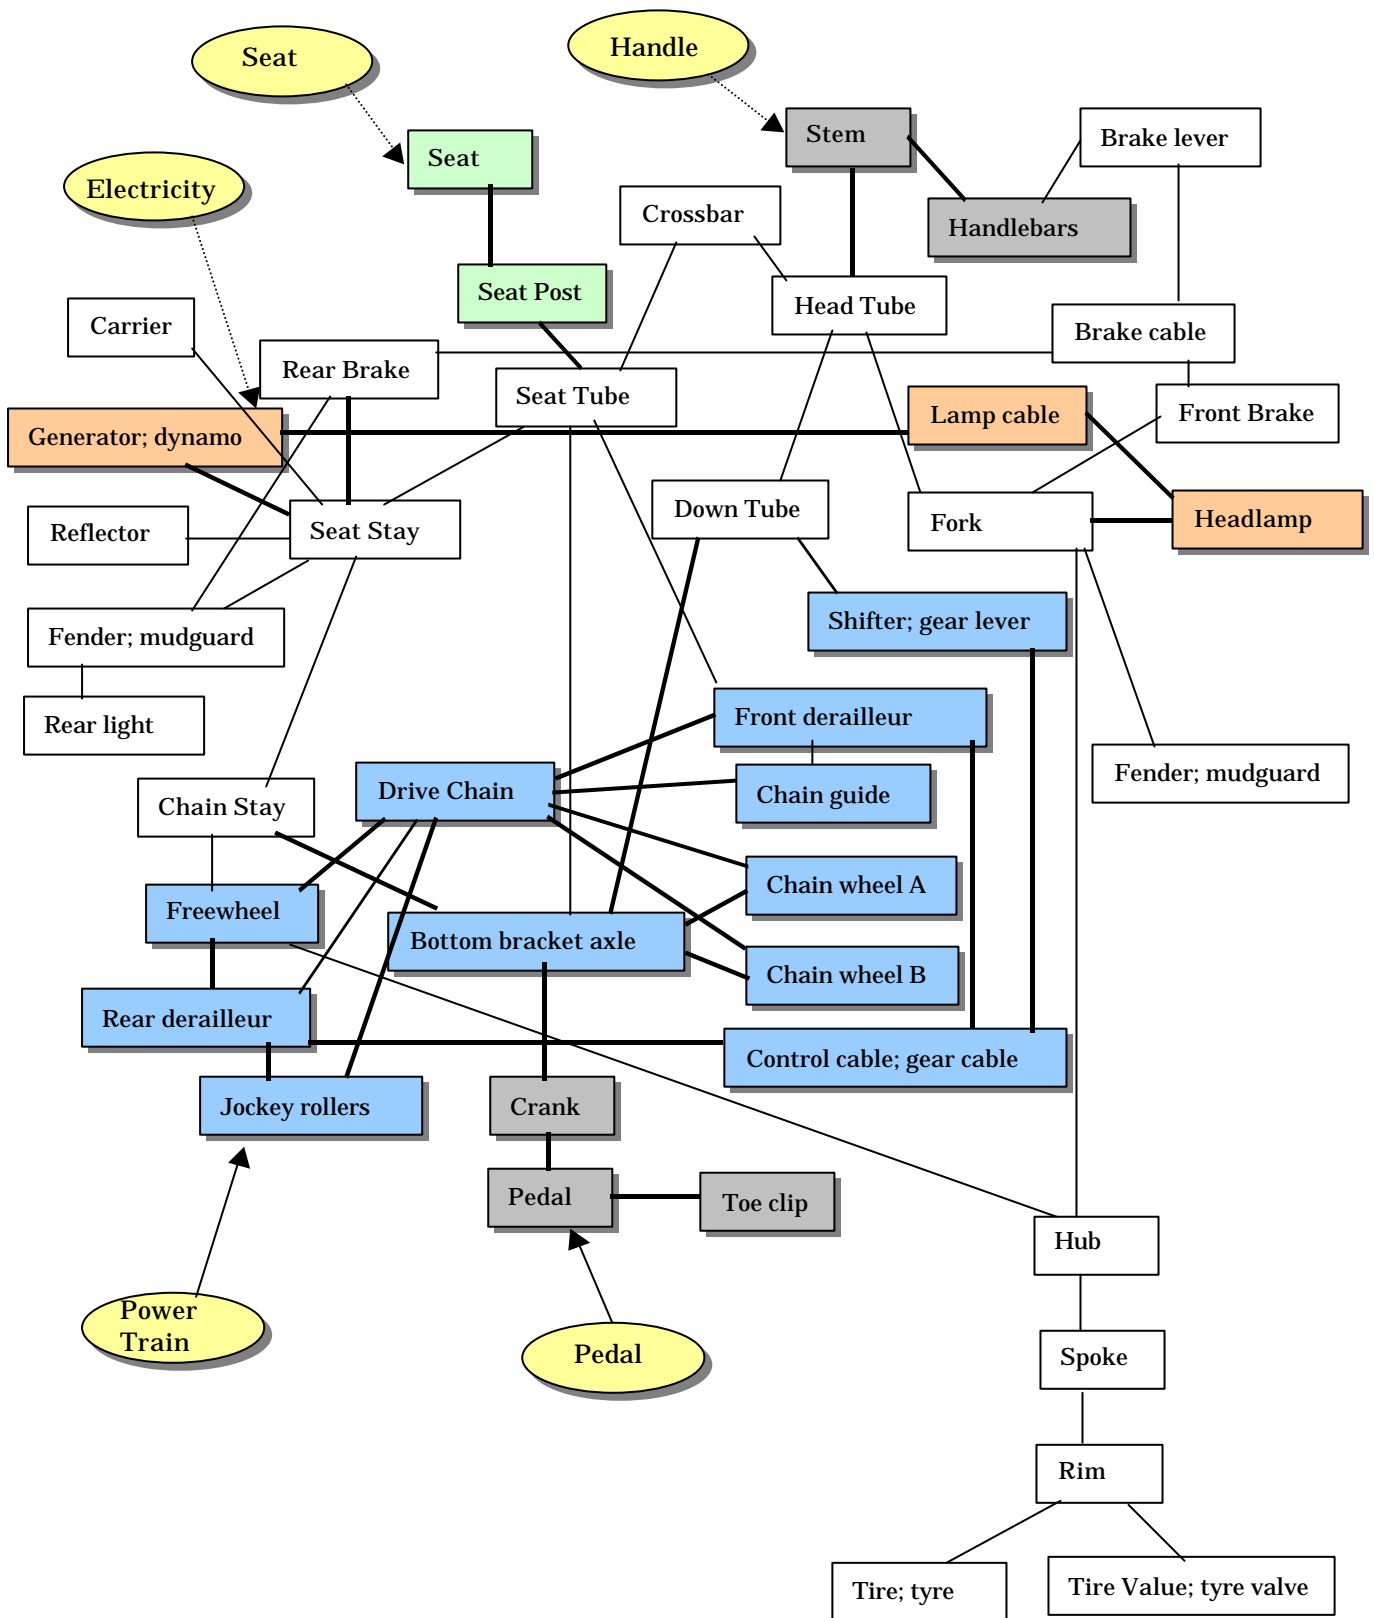 Seat
Handle
Stem
Brake lever
Seat
Electricity
Crossbar
Handlebars
Seat Post
Head Tube
Carrier
Brake cable
Rear Brake
Seat Tube
Lamp cable
Front Brake
Generator; dynamo
Down Tube
Fork
Headlamp
Reflector
Seat Stay
Shifter; gear lever
Fender; mudguard
Rear light
Front derailleur
Fender; mudguard
Drive Chain
Chain guide
Chain Stay
Chain wheel A
Freewheel
Bottom bracket axle
Chain wheel B
Rear derailleur
Control cable; gear cable
Jockey rollers
Crank
Pedal
Toe clip
Hub
Power
Train
Pedal
Spoke
Rim
Tire; tyre
Tire Value; tyre valve